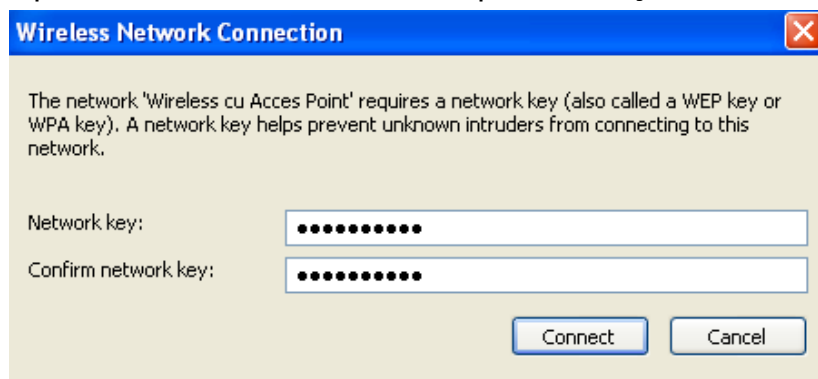 Wireless Network Connection
The network 'Wireless cu Acces Point' requires a network key (also called a WEP key or
WPA key). A network key helps prevent unknown intruders from connecting to this
network.
Network key: ●●●●●●●●●●
Confirm network key: ●●●●●●●●●●
Connect Cancel